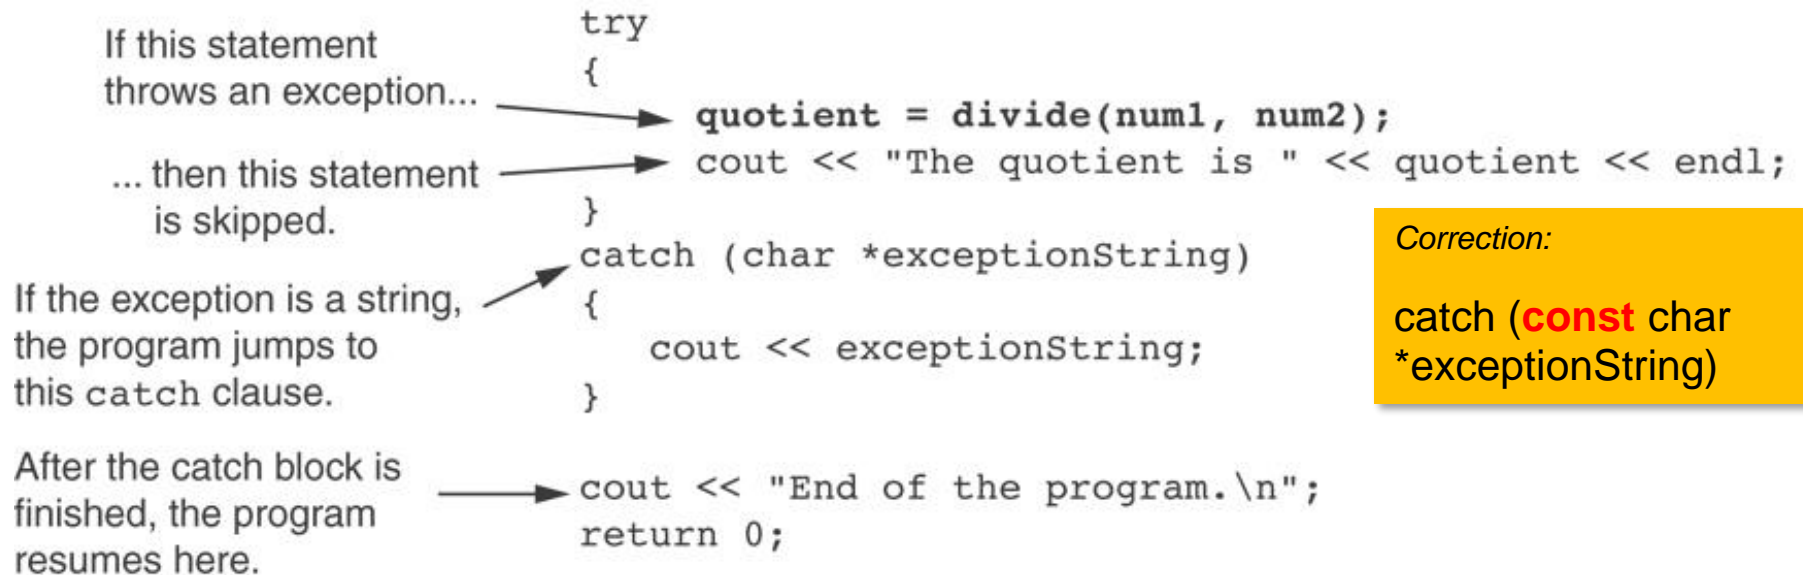 If this statement
throws an exception...
... then this statement
is skipped.
If the exception is a string,
the program jumps to
this catch clause.
After the catch block is
finished, the program
resumes here.
try
{
quotient = divide(num1, num2);
cout << "The quotient is " << quotient << endl;
}
catch (char *exceptionString)
{
cout << exceptionString;
}
cout << "End of the program.\n";
return 0;
Correction:
catch (const char
*exceptionString)